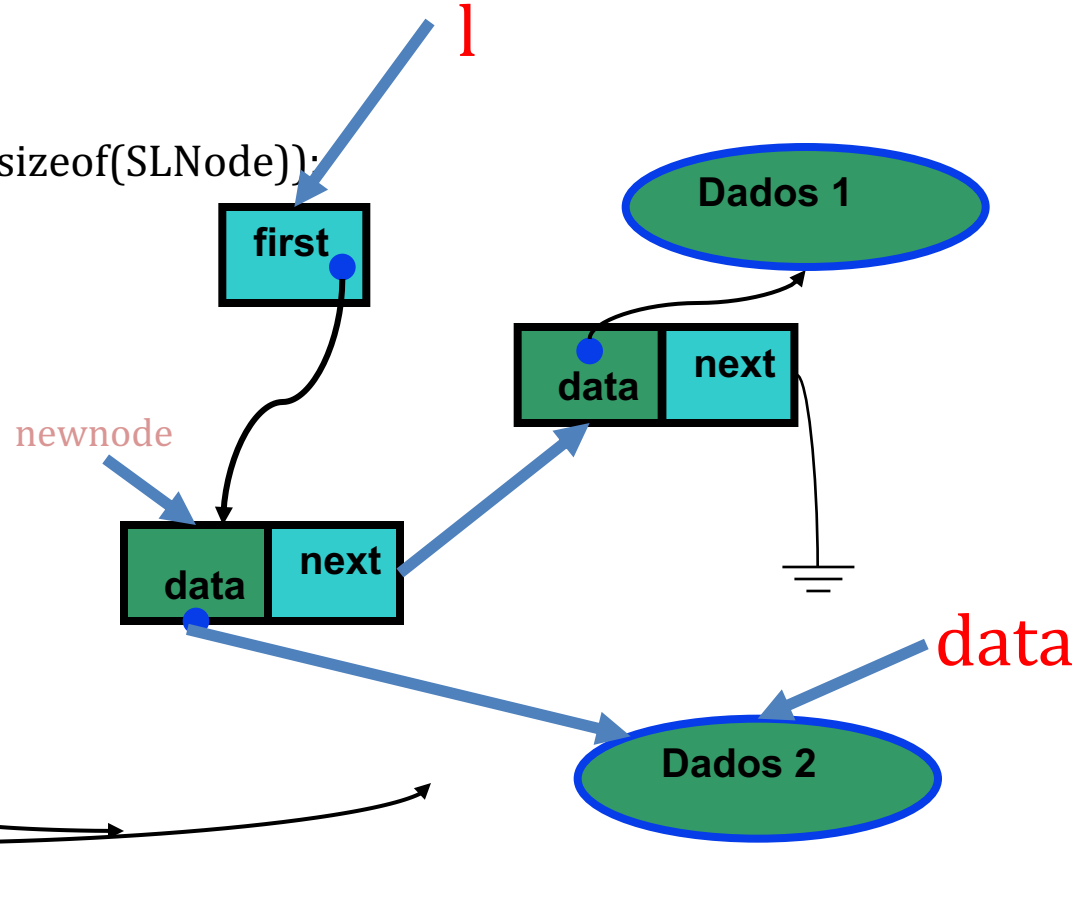 l
sizeof(SLNode));
Dados 1
first
next
data
newnode
next
data
data
Dados 2